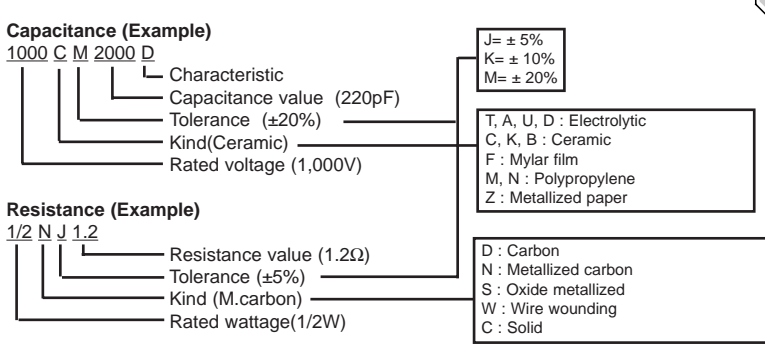 Capacitance (Example)
1000 C M 2000 D
Characteristic
Capacitance value (220pF)
Tolerance (±20%)
Kind(Ceramic)
Rated voltage (1,000V)
J= ± 5%
K= ± 10%
M= ± 20%
T, A, U, D : Electrolytic
C, K, B : Ceramic
F : Mylar film
M, N : Polypropylene
Z : Metallized paper
Resistance (Example)
1/2 N J 1.2
Resistance value (1.2Ω)
Tolerance (±5%)
Kind (M.carbon)
Rated wattage(1/2W)
D : Carbon
N : Metallized carbon
S : Oxide metallized
W : Wire wounding
C : Solid